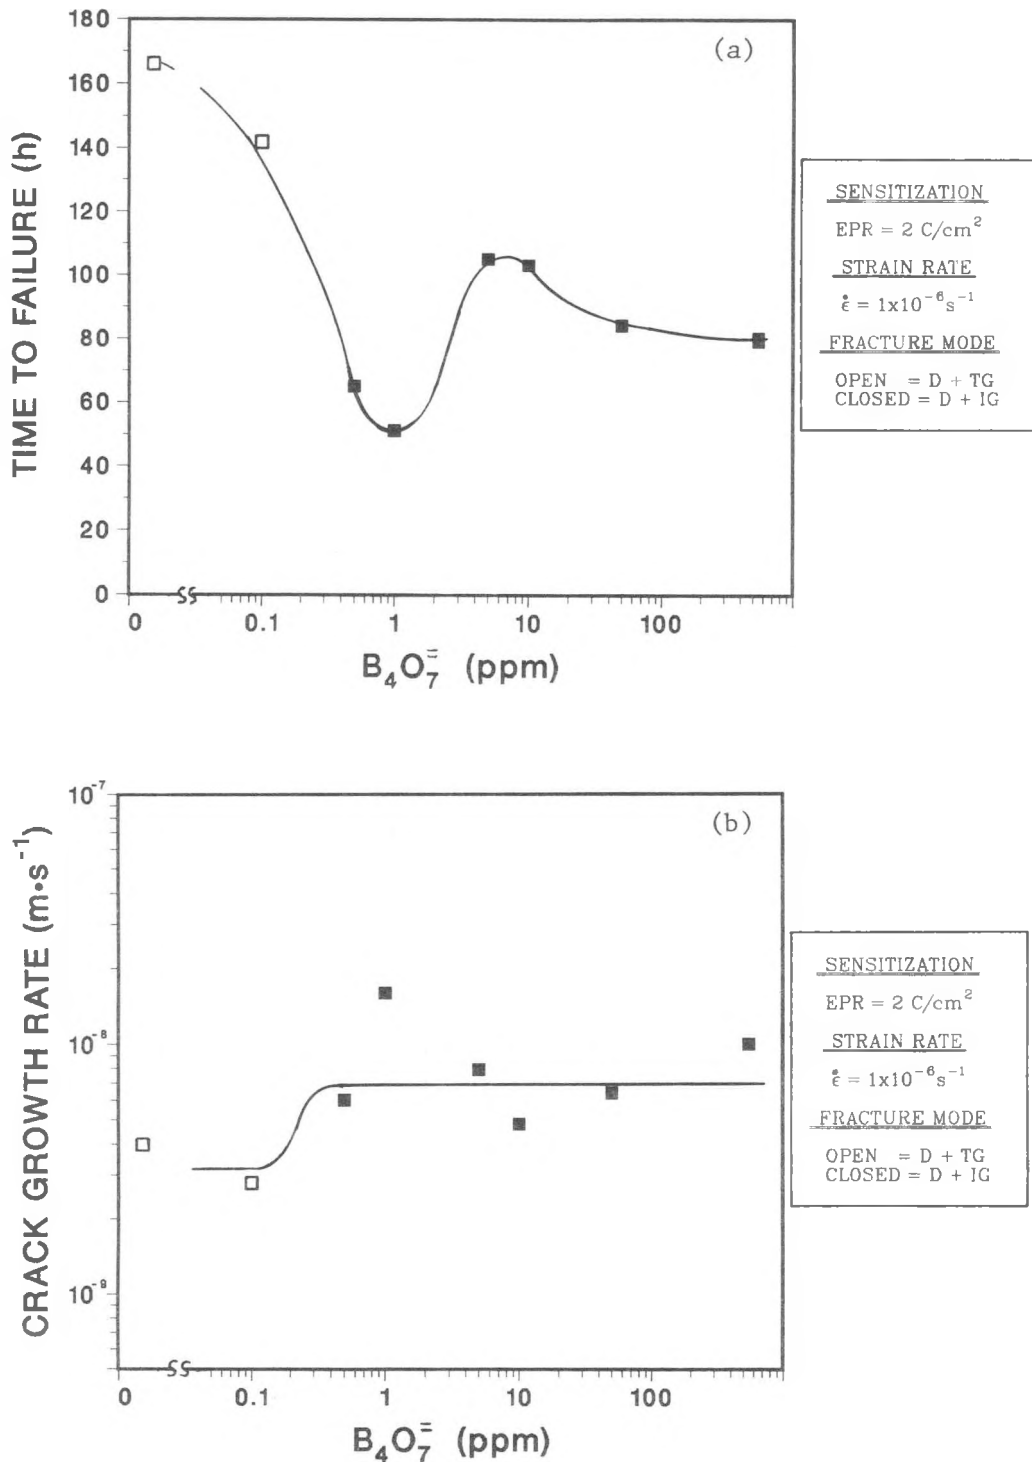 (a)
180
160
140
120
100
80
60
40
20
0
TIME TO FAILURE (h)
0 0.1 1 10 100
B₄O₇⁼ (ppm)
SENSITIZATION
EPR = 2 C/cm²
STRAIN RATE
ε̇ = 1x10⁻⁶s⁻¹
FRACTURE MODE
OPEN = D + TG
CLOSED = D + IG
(b)
10⁻⁷
10⁻⁸
10⁻⁹
CRACK GROWTH RATE (m•s⁻¹)
0 0.1 1 10 100
B₄O₇⁼ (ppm)
SENSITIZATION
EPR = 2 C/cm²
STRAIN RATE
ε̇ = 1x10⁻⁶s⁻¹
FRACTURE MODE
OPEN = D + TG
CLOSED = D + IG